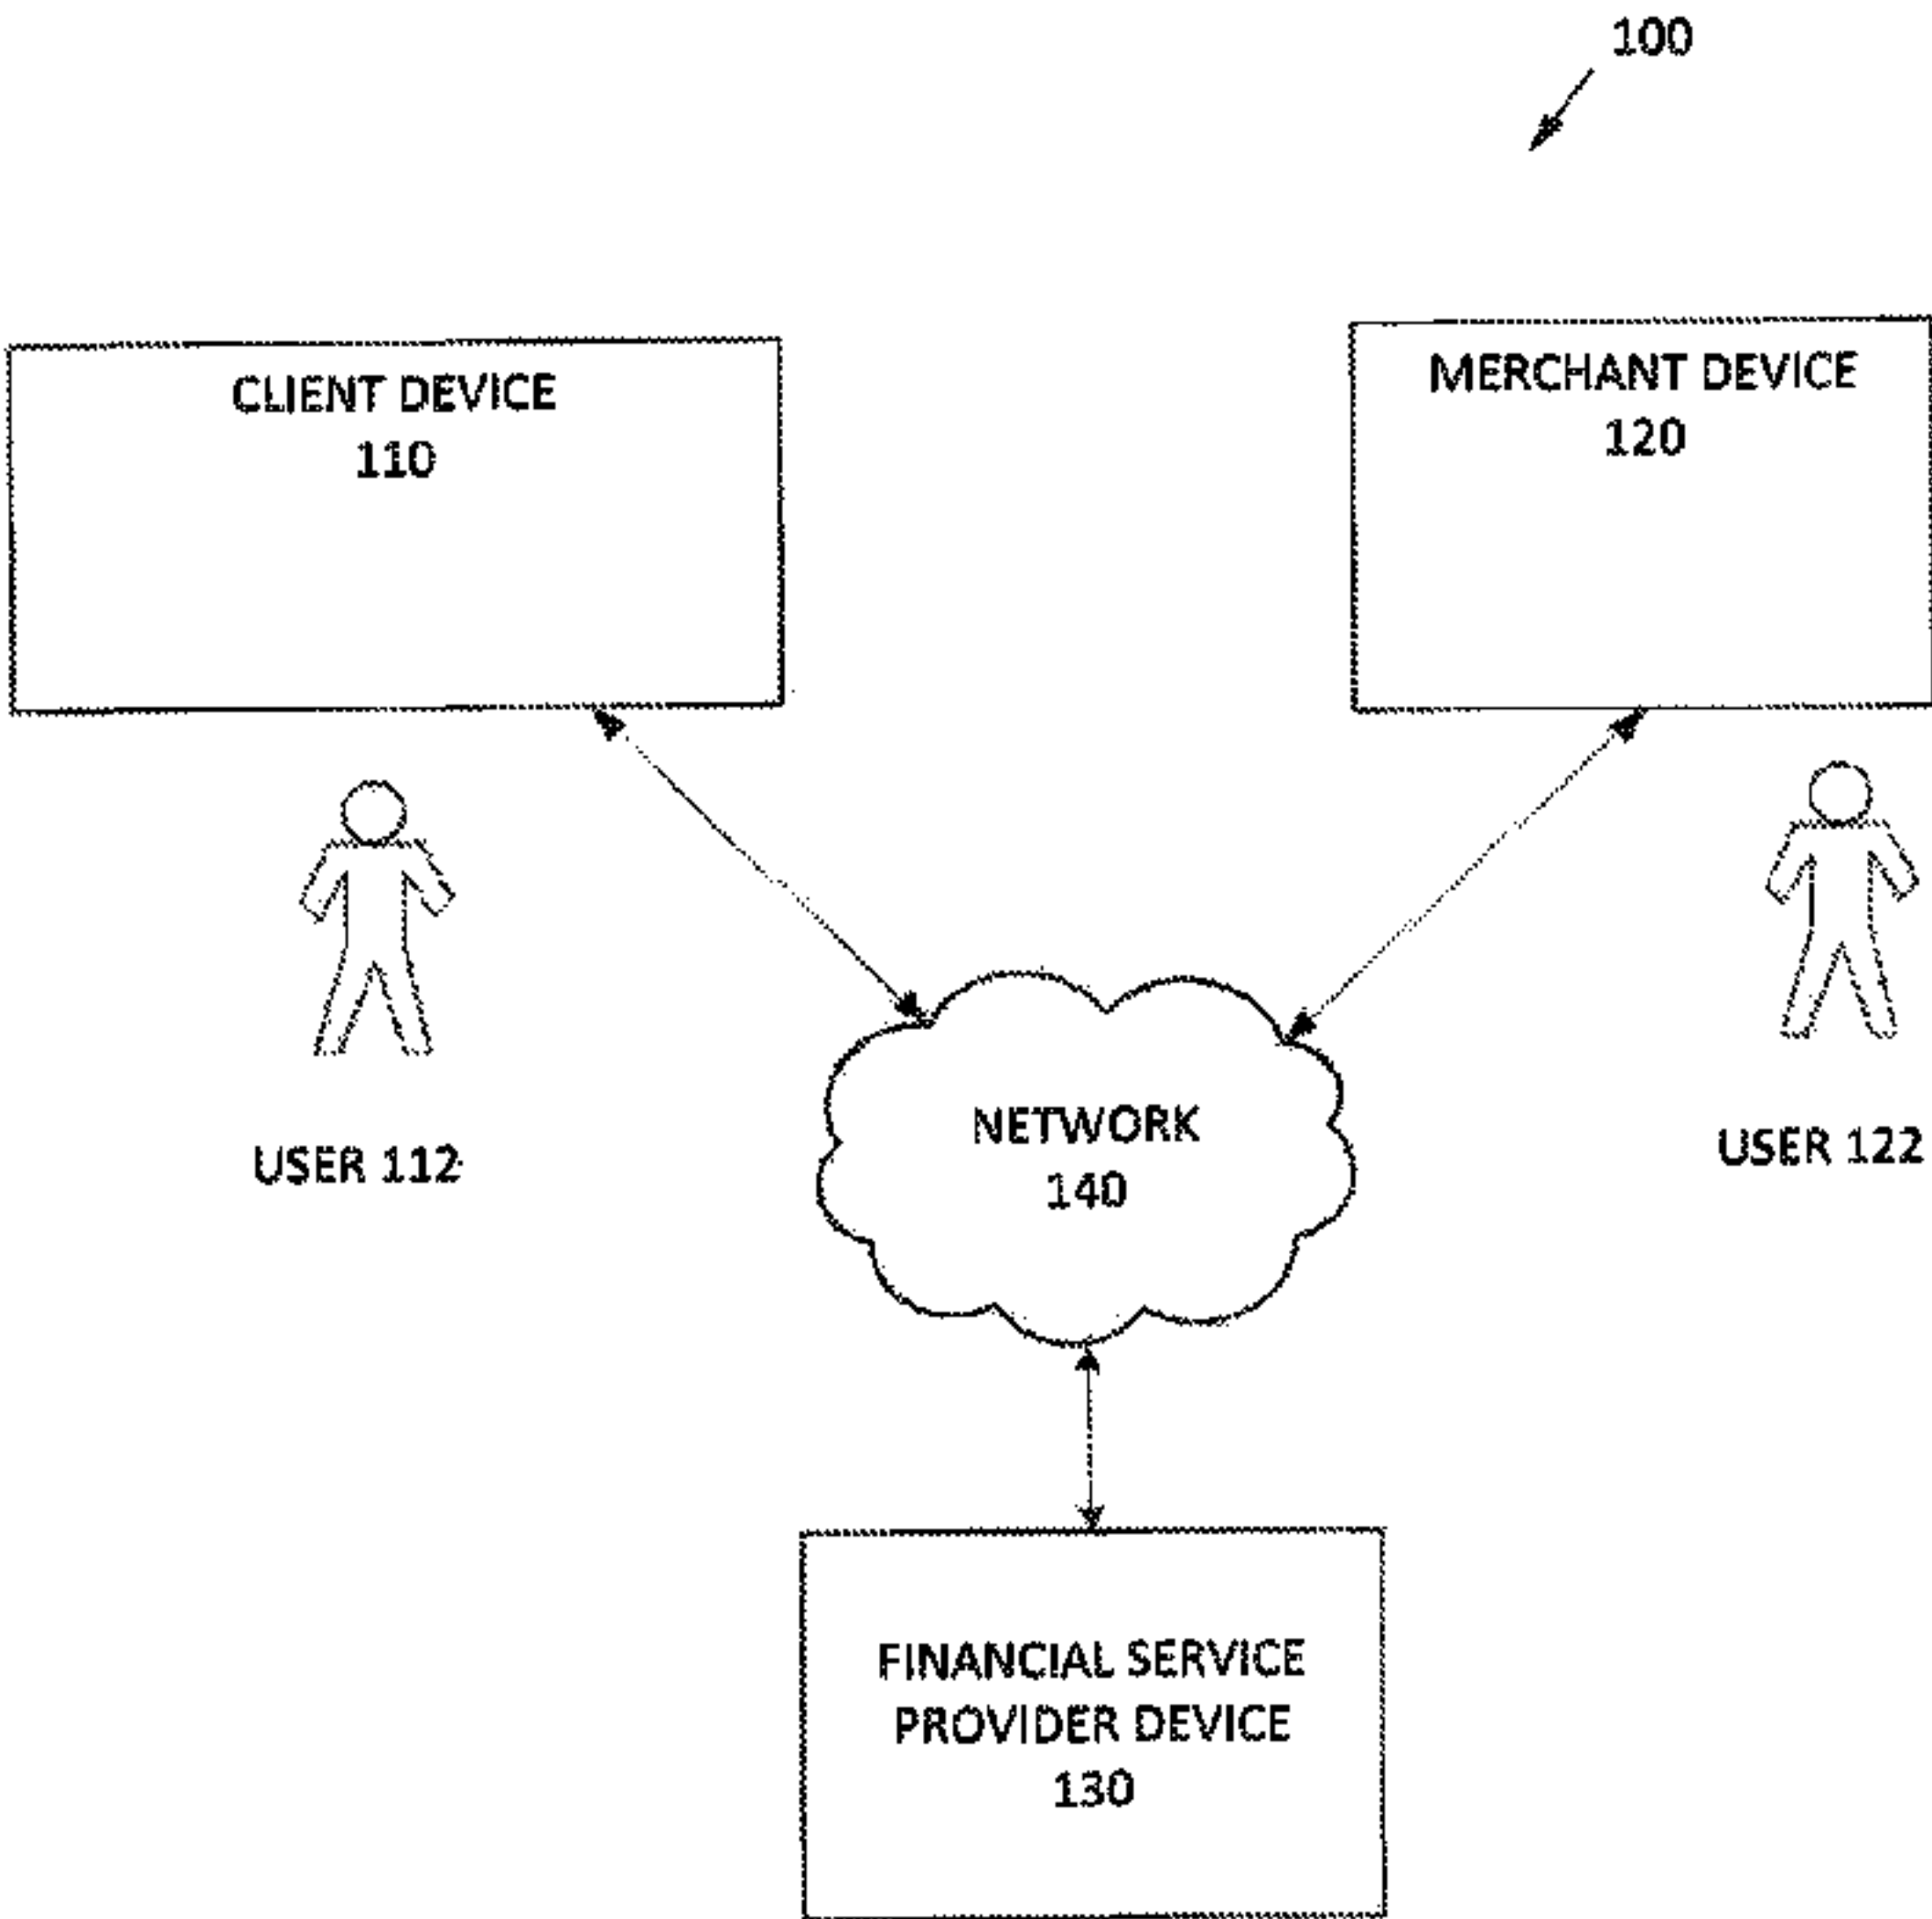 100
CLIENT DEVICE
110
MERCHANT DEVICE
120
USER 112
USER 122
NETWORK
140
FINANCIAL SERVICE
PROVIDER DEVICE
130